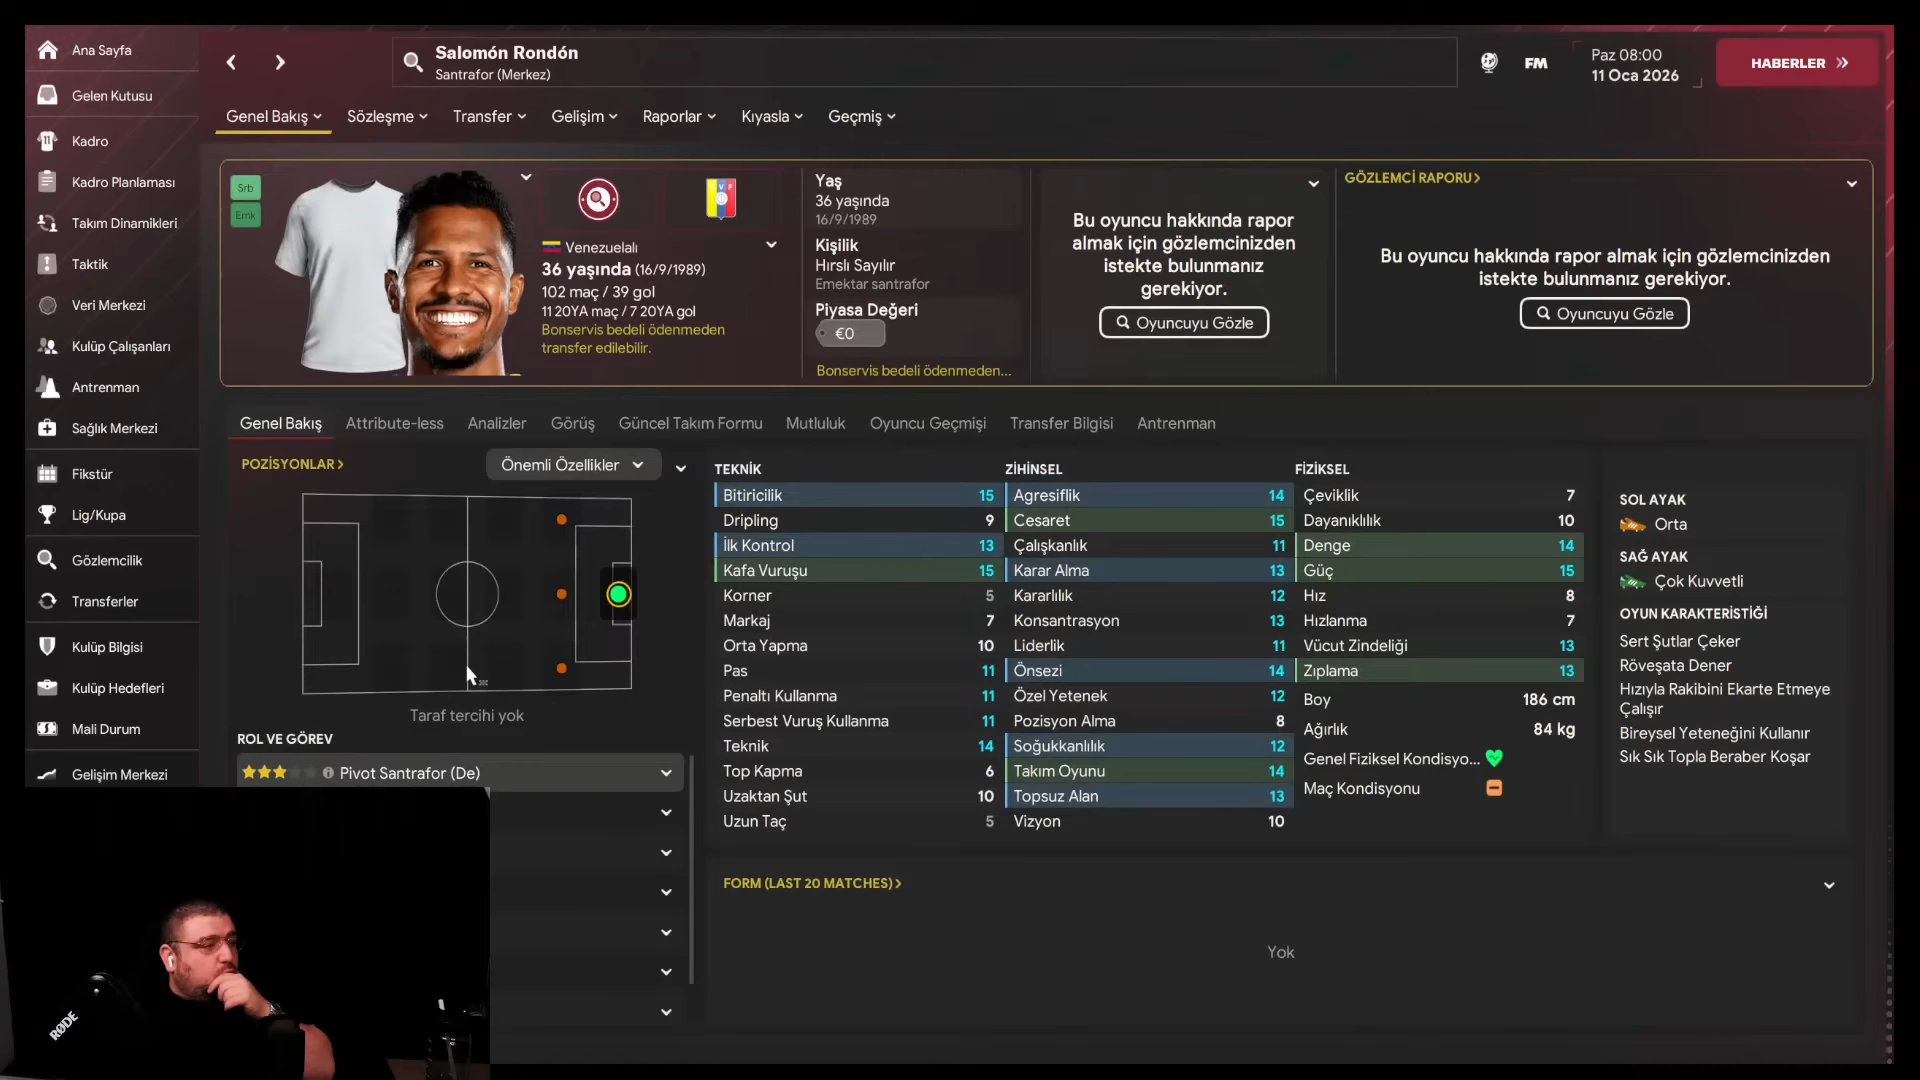 Ana Sayfa
Gelen Kutusu
Kadro
Kadro Planlaması
Takım Dinamikleri
Taktik
Veri Merkezi
Kulüp Çalışanları
Antrenman
Sağlık Merkezi
Fikstür
Lig/Kupa
Gözlemcilik
Transferler
Kulüp Bilgisi
Kulüp Hedefleri
Mali Durum
Gelişim Merkezi
Salomón Rondón
Santrafor (Merkez)
FM
Paz 08:00
11 Oca 2026
HABERLER
Genel Bakış
Sözleşme
Transfer
Gelişim
Raporlar
Kıyasla
Geçmiş
Srb
Emk
Venezuelalı
36 yaşında (16/9/1989)
102 maç / 39 gol
11 20YA maç / 7 20YA gol
Bonservis bedeli ödenmeden
transfer edilebilir.
Yaş
36 yaşında
16/9/1989
Kişilik
Hırslı Sayılır
Emektar santrafor
Piyasa Değeri
€0
Bonservis bedeli ödenmeden...
Bu oyuncu hakkında rapor
almak için gözlemcinizden
istekte bulunmanız
gerekiyor.
Oyuncuyu Gözle
GÖZLEMCİ RAPORU>
Bu oyuncu hakkında rapor almak için gözlemcinizden
istekte bulunmanız gerekiyor.
Oyuncuyu Gözle
Genel Bakış
Attribute-less
Analizler
Görüş
Güncel Takım Formu
Mutluluk
Oyuncu Geçmişi
Transfer Bilgisi
Antrenman
POZİSYONLAR>
Önemli Özellikler
Taraf tercihi yok
ROL VE GÖREV
Pivot Santrafor (De)
TEKNİK
Bitiricilik 15
Dripling 9
İlk Kontrol 13
Kafa Vuruşu 15
Korner 5
Markaj 7
Orta Yapma 10
Pas 11
Penaltı Kullanma 11
Serbest Vuruş Kullanma 11
Teknik 14
Top Kapma 6
Uzaktan Şut 10
Uzun Taç 5
ZİHİNSEL
Agresiflik 14
Cesaret 15
Çalışkanlık 11
Karar Alma 13
Kararlılık 12
Konsantrasyon 13
Liderlik 11
Önsezi 14
Özel Yetenek 12
Pozisyon Alma 8
Soğukkanlılık 12
Takım Oyunu 14
Topsuz Alan 13
Vizyon 10
FİZİKSEL
Çeviklik 7
Dayanıklılık 10
Denge 14
Güç 15
Hız 8
Hızlanma 7
Vücut Zindeliği 13
Zıplama 13
Boy 186 cm
Ağırlık 84 kg
Genel Fiziksel Kondisyo...
Maç Kondisyonu
SOL AYAK
Orta
SAĞ AYAK
Çok Kuvvetli
OYUN KARAKTERİSTİĞİ
Sert Şutlar Çeker
Röveşata Dener
Hızıyla Rakibini Ekarte Etmeye
Çalışır
Bireysel Yeteneğini Kullanır
Sık Sık Topla Beraber Koşar
FORM (LAST 20 MATCHES)>
Yok
RØDE